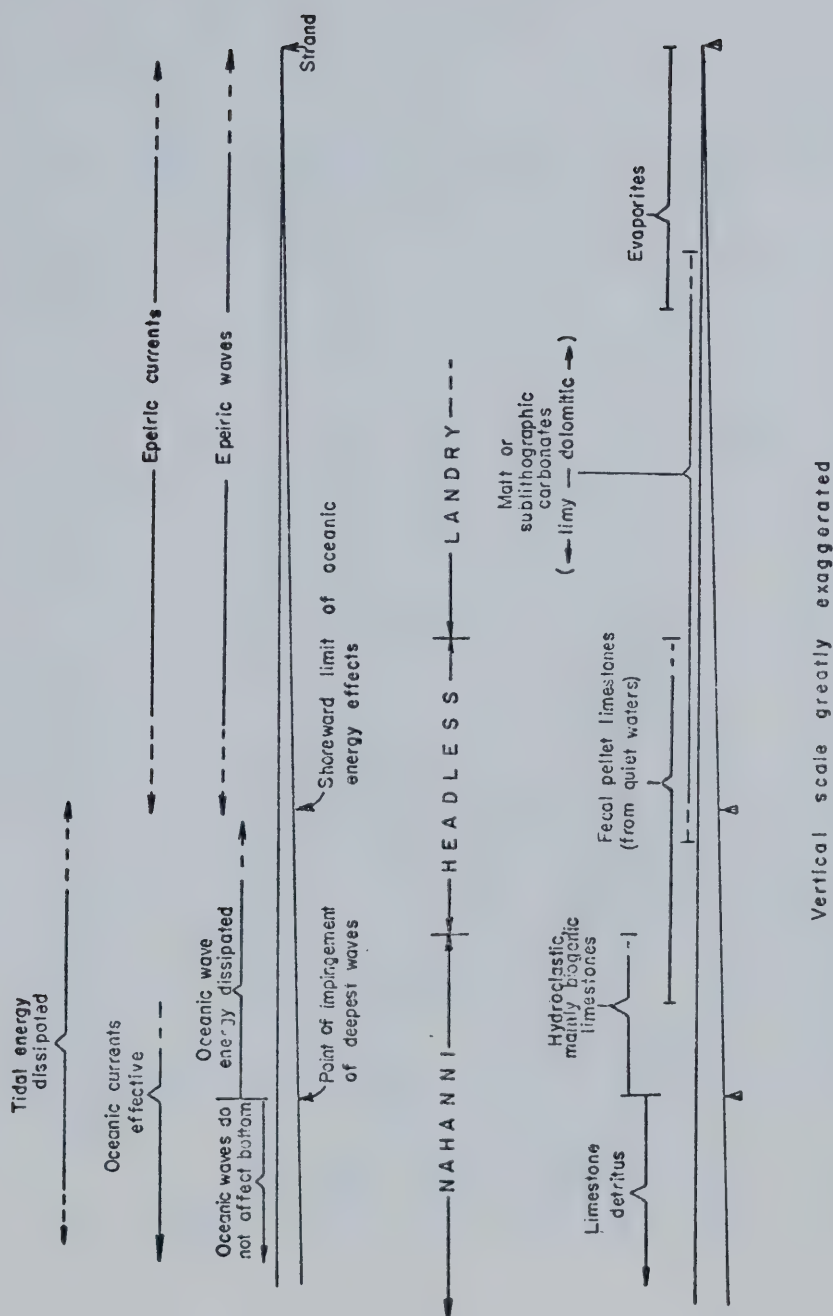 Tidal energy
dissipated
Oceanic currents
effective
Epeiric currents
Oceanic waves do
not affect bottom
Oceanic wave
energy dissipated
Epeiric waves
Point of impingement
of deepest waves
Shoreward limit of oceanic
energy effects
Strand
NAHANNI
HEADLESS
LANDRY
Limestone
detritus
Hydroclastic
mainly biogenic
limestones
Fecal pellet limestones
(from quiet waters)
Matt or
sublithographic
carbonates
(← limy — dolomitic →)
Evaporites
Vertical scale greatly exaggerated